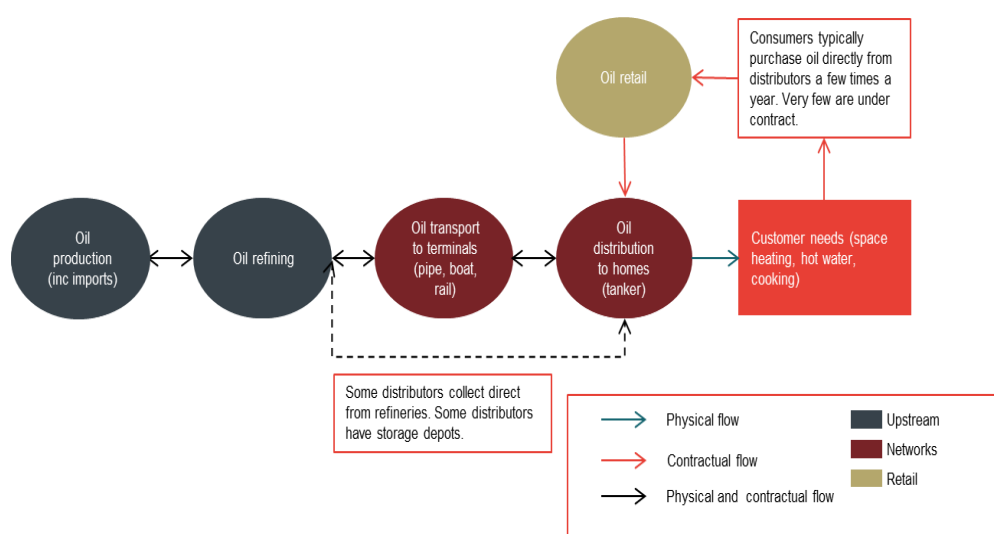 Oil retail
Consumers typically
purchase oil directly from
distributors a few times a
year. Very few are under
contract.
Oil
production
(inc imports)
Oil refining
Oil transport
to terminals
(pipe, boat,
rail)
Oil
distribution
to homes
(tanker)
Customer needs (space
heating, hot water,
cooking)
Some distributors collect direct
from refineries. Some distributors
have storage depots.
Physical flow
Contractual flow
Physical and contractual flow
Upstream
Networks
Retail